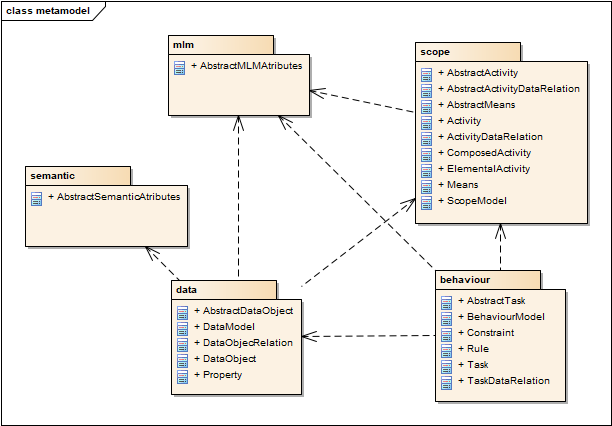 class metamodel
mlm
+ AbstractMLMAtributes
scope
+ AbstractActivity
+ AbstractActivityDataRelation
+ AbstractMeans
+ Activity
+ ActivityDataRelation
+ ComposedActivity
+ ElementalActivity
+ Means
+ ScopeModel
semantic
+ AbstractSemanticAtributes
data
+ AbstractDataObject
+ DataModel
+ DataObjecRelation
+ DataObject
+ Property
behaviour
+ AbstractTask
+ BehaviourModel
+ Constraint
+ Rule
+ Task
+ TaskDataRelation